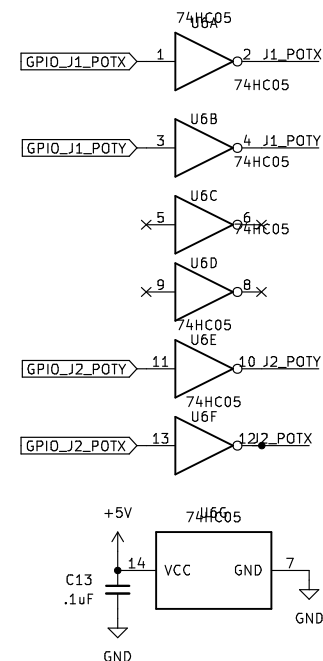 74HC05
U6A
GPIO_J1_POTX 1 2 J1_POTX
74HC05
U6B
GPIO_J1_POTY 3 4 J1_POTY
74HC05
U6C
5 6
74HC05
U6D
9 8
74HC05
U6E
GPIO_J2_POTY 11 10 J2_POTY
74HC05
U6F
GPIO_J2_POTX 13 12 J2_POTX
+5V
U6G
74HC05
14 VCC GND 7
C13
.1uF
GND
GND